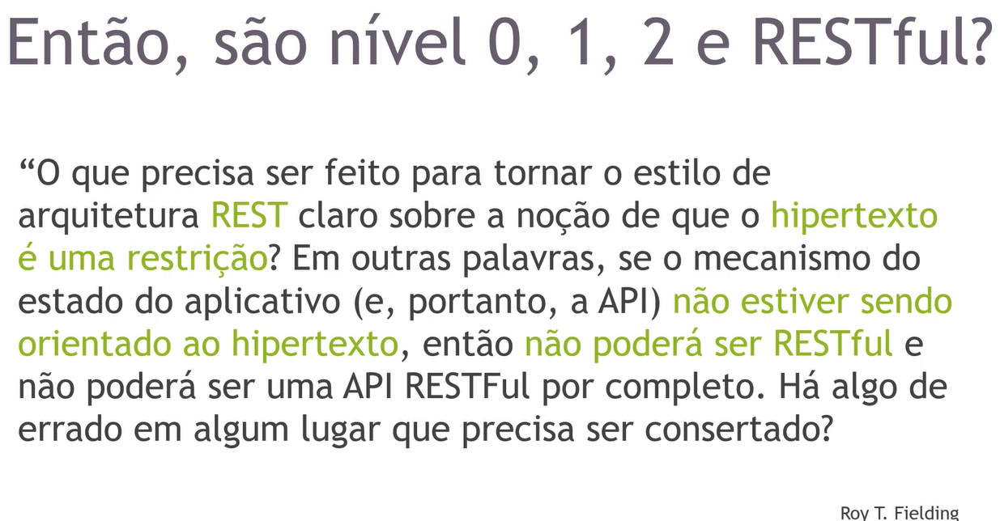 Então, são nível 0, 1, 2 e RESTful?
“O que precisa ser feito para tornar o estilo de
arquitetura REST claro sobre a noção de que o hipertexto
é uma restrição? Em outras palavras, se o mecanismo do
estado do aplicativo (e, portanto, a API) não estiver sendo
orientado ao hipertexto, então não poderá ser RESTful e
não poderá ser uma API RESTFul por completo. Há algo de
errado em algum lugar que precisa ser consertado?
Roy T. Fielding